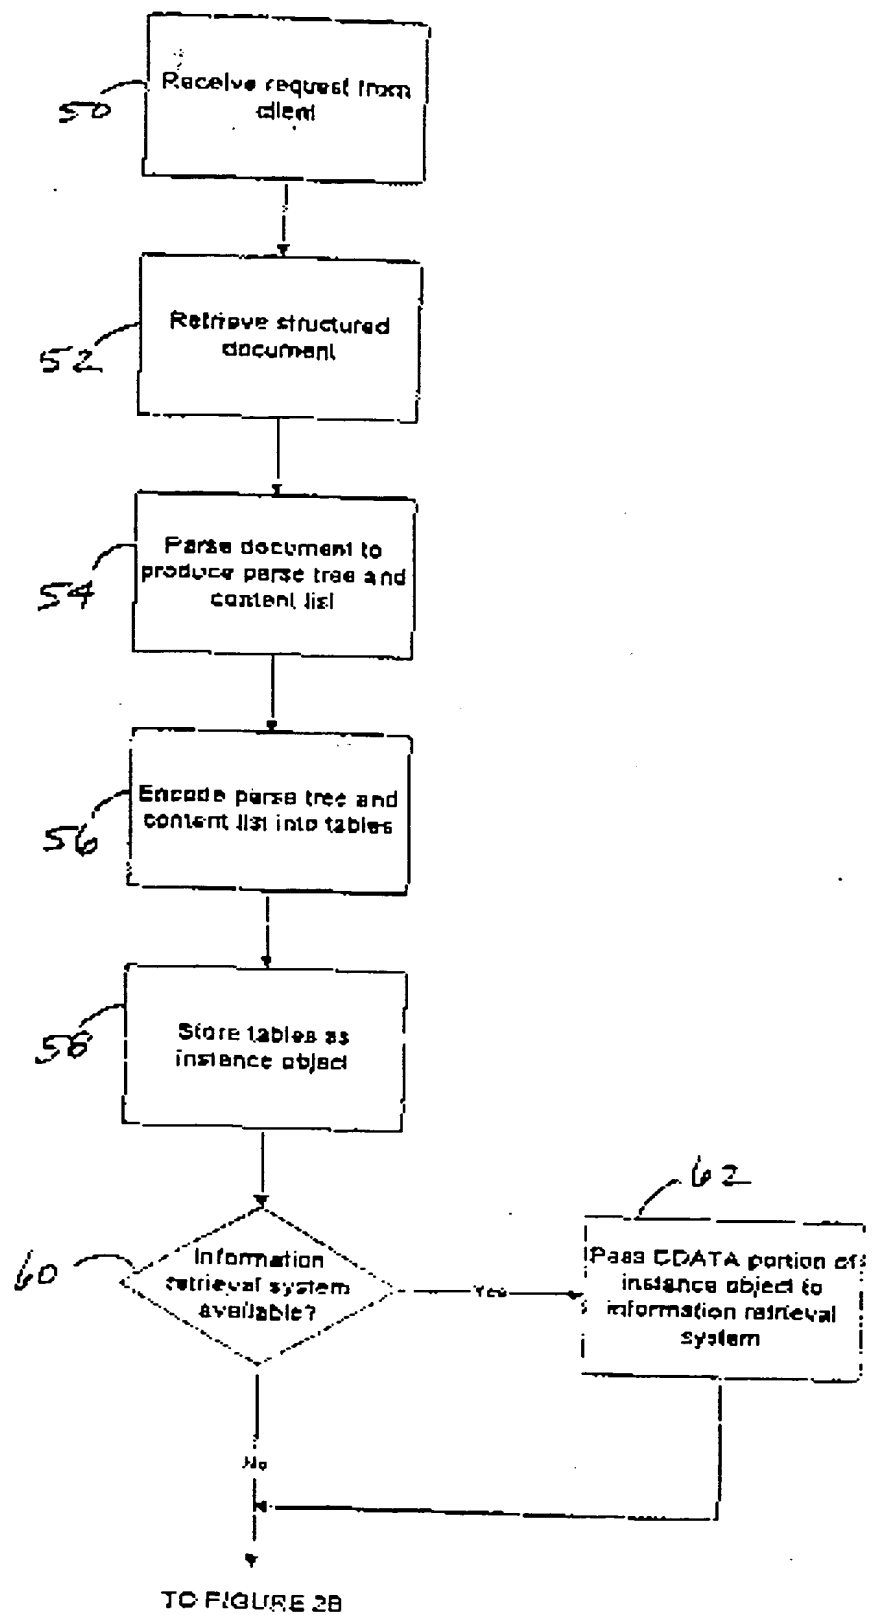 Receive request from
client
50
Retrieve structured
document
52
Parse document to
produce parse tree and
content list
54
Encode parse tree and
content list into tables
56
Store tables as
instance object
58
Information
retrieval system
available?
60
Yes
62
Pass CDATA portion of
instance object to
information retrieval
system
No
TO FIGURE 2B